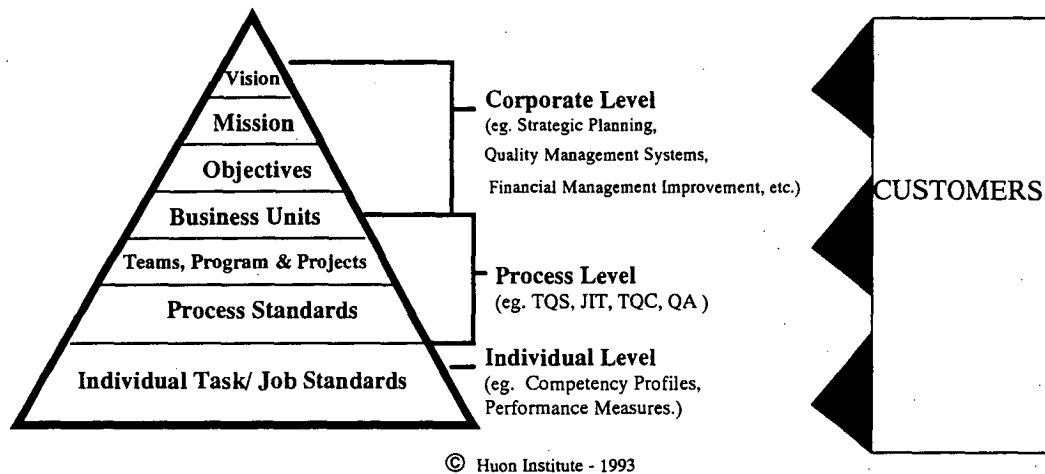 Vision
Mission
Objectives
Business Units
Teams, Program & Projects
Process Standards
Individual Task/ Job Standards
Corporate Level
(eg. Strategic Planning,
Quality Management Systems,
Financial Management Improvement, etc.)
Process Level
(eg. TQS, JIT, TQC, QA )
Individual Level
(eg. Competency Profiles,
Performance Measures.)
CUSTOMERS
© Huon Institute - 1993